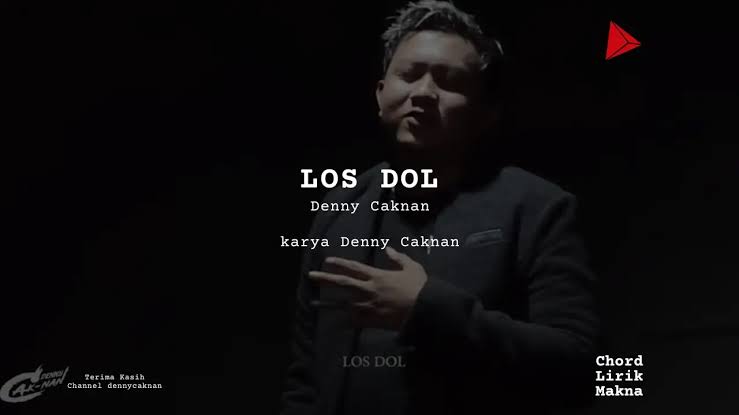 LOS DOL
Denny Caknan
karya Denny Caknan
LOS DOL
DENNY
CAK-NAN
Terima Kasih
Channel dennycaknan
Chord
Lirik
Makna